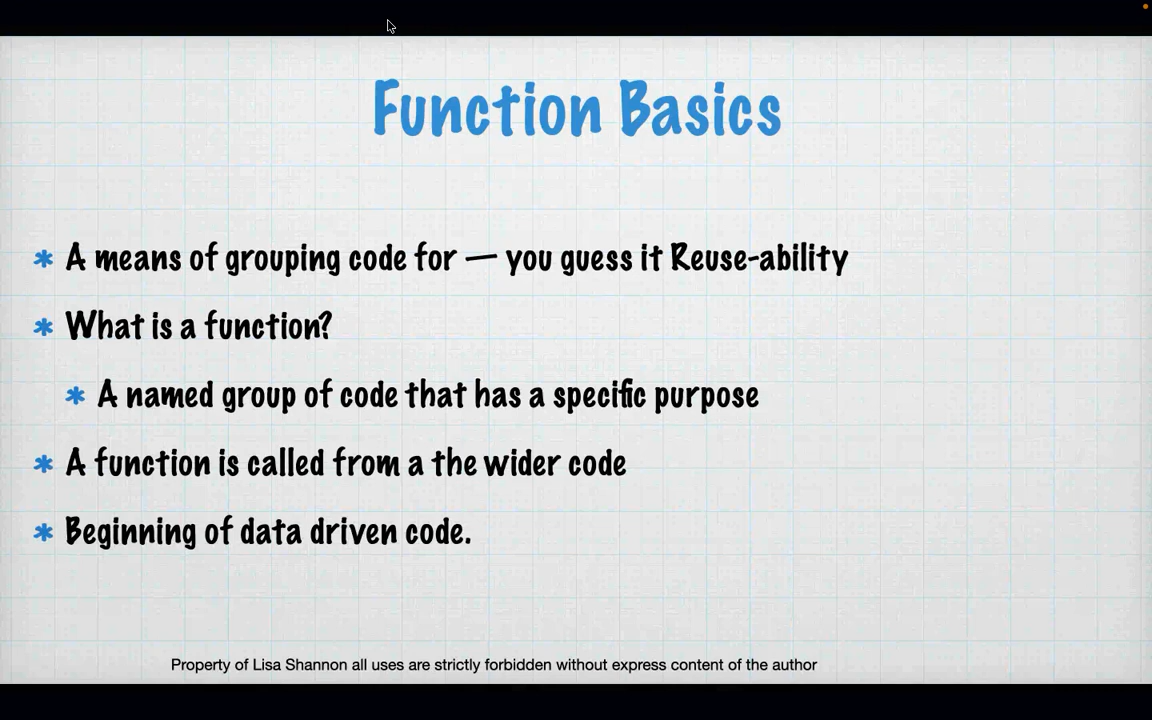 Function Basics
* A means of grouping code for — you guess it Reuse-ability
* What is a function?
* A named group of code that has a specific purpose
* A function is called from a the wider code
* Beginning of data driven code.
Property of Lisa Shannon all uses are strictly forbidden without express content of the author